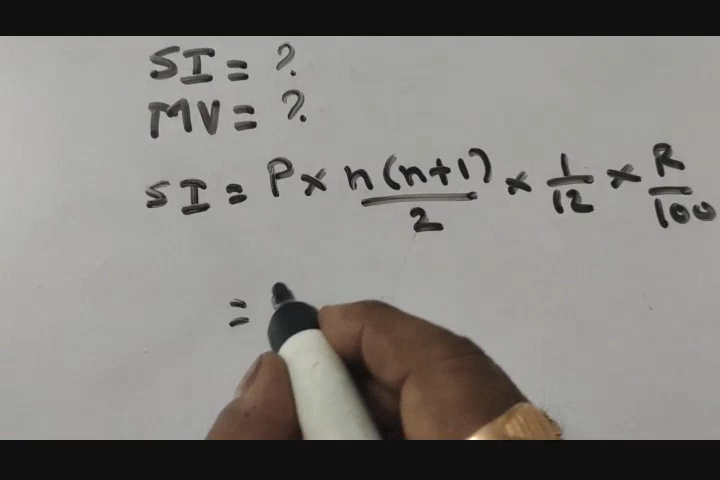 SI = ?
MV = ?
SI = P × n(n+1)/2 × 1/12 × R/100
=